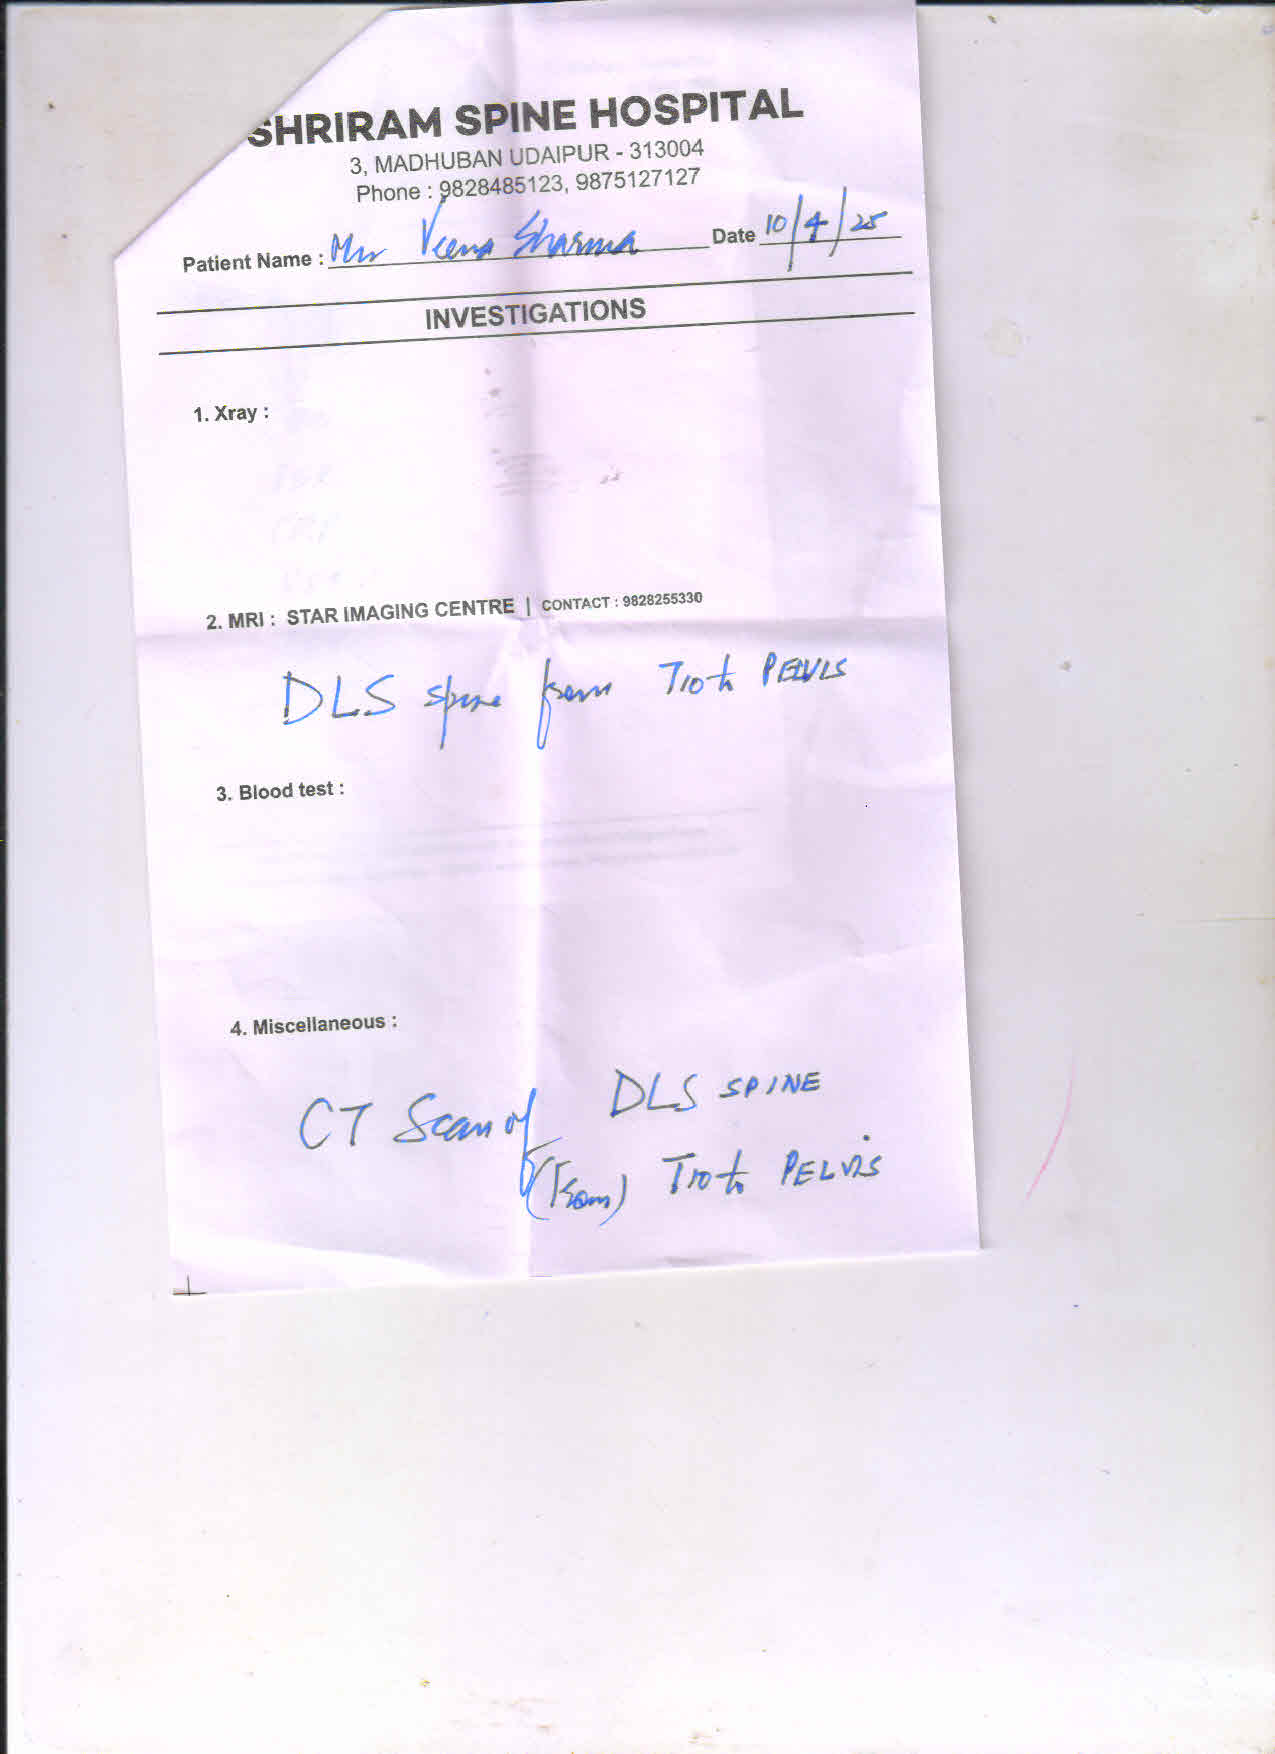 SHRIRAM SPINE HOSPITAL
3, MADHUBAN UDAIPUR - 313004
Phone : 9828485123, 9875127127
Patient Name : Mrs Veena Sharma Date 10/4/25
INVESTIGATIONS
1. Xray :
2. MRI : STAR IMAGING CENTRE | CONTACT : 9828255330
DLS spine from T10 to PELVIS
3. Blood test :
4. Miscellaneous :
CT Scan of DLS SPINE
(From) T10 to PELVIS